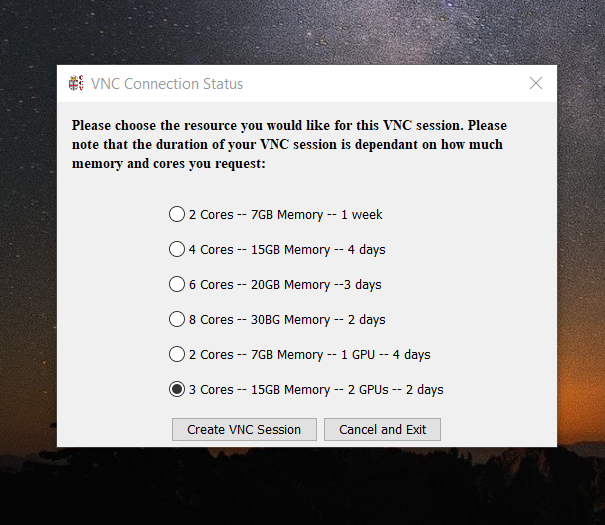 VNC Connection Status
Please choose the resource you would like for this VNC session. Please
note that the duration of your VNC session is dependant on how much
memory and cores you request:
2 Cores -- 7GB Memory -- 1 week
4 Cores -- 15GB Memory -- 4 days
6 Cores -- 20GB Memory --3 days
8 Cores -- 30BG Memory -- 2 days
2 Cores -- 7GB Memory -- 1 GPU -- 4 days
3 Cores -- 15GB Memory -- 2 GPUs -- 2 days
Create VNC Session Cancel and Exit